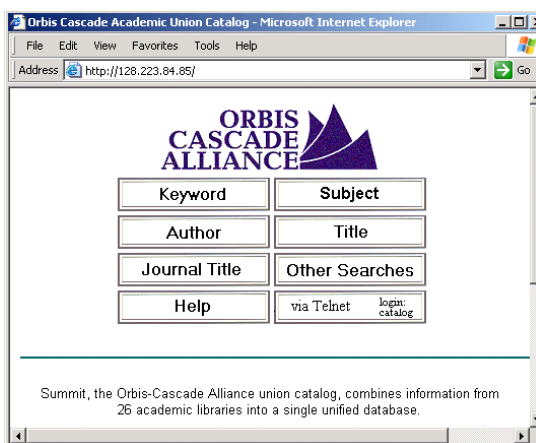 Orbis Cascade Academic Union Catalog - Microsoft Internet Explorer
File Edit View Favorites Tools Help
Address http://128.223.84.85/ Go
ORBIS
CASCADE
ALLIANCE
Keyword Subject
Author Title
Journal Title Other Searches
Help via Telnet login: catalog
Summit, the Orbis-Cascade Alliance union catalog, combines information from
26 academic libraries into a single unified database.